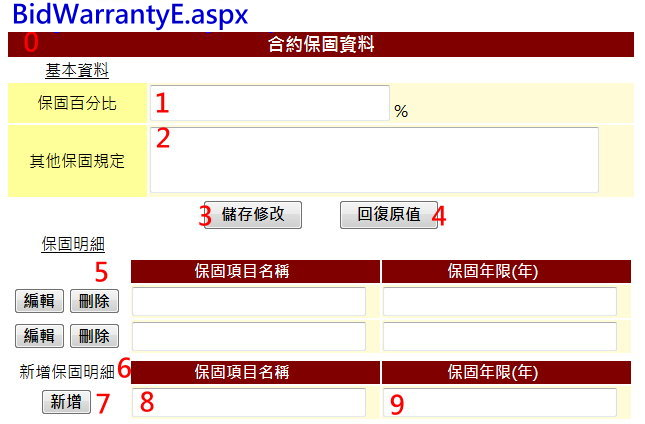 BidWarrantyE.aspx
0 合約保固資料
基本資料
保固百分比 1 %
其他保固規定 2
3 儲存修改 回復原值 4
保固明細
5 保固項目名稱 保固年限(年)
編輯 刪除
編輯 刪除
新增保固明細 6 保固項目名稱 保固年限(年)
新增 7 8 9